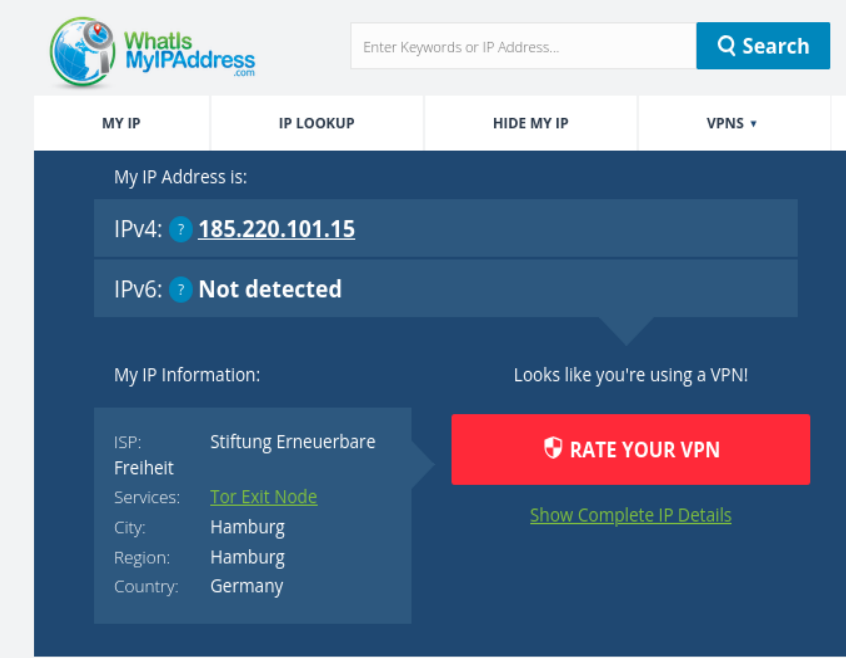 WhatIs
MyIPAddress
.com
Enter Keywords or IP Address...
Search
MY IP
IP LOOKUP
HIDE MY IP
VPNS ▾
My IP Address is:
IPv4: ? 185.220.101.15
IPv6: ? Not detected
My IP Information:
Looks like you're using a VPN!
ISP: Stiftung Erneuerbare
Freiheit
Services: Tor Exit Node
City: Hamburg
Region: Hamburg
Country: Germany
RATE YOUR VPN
Show Complete IP Details